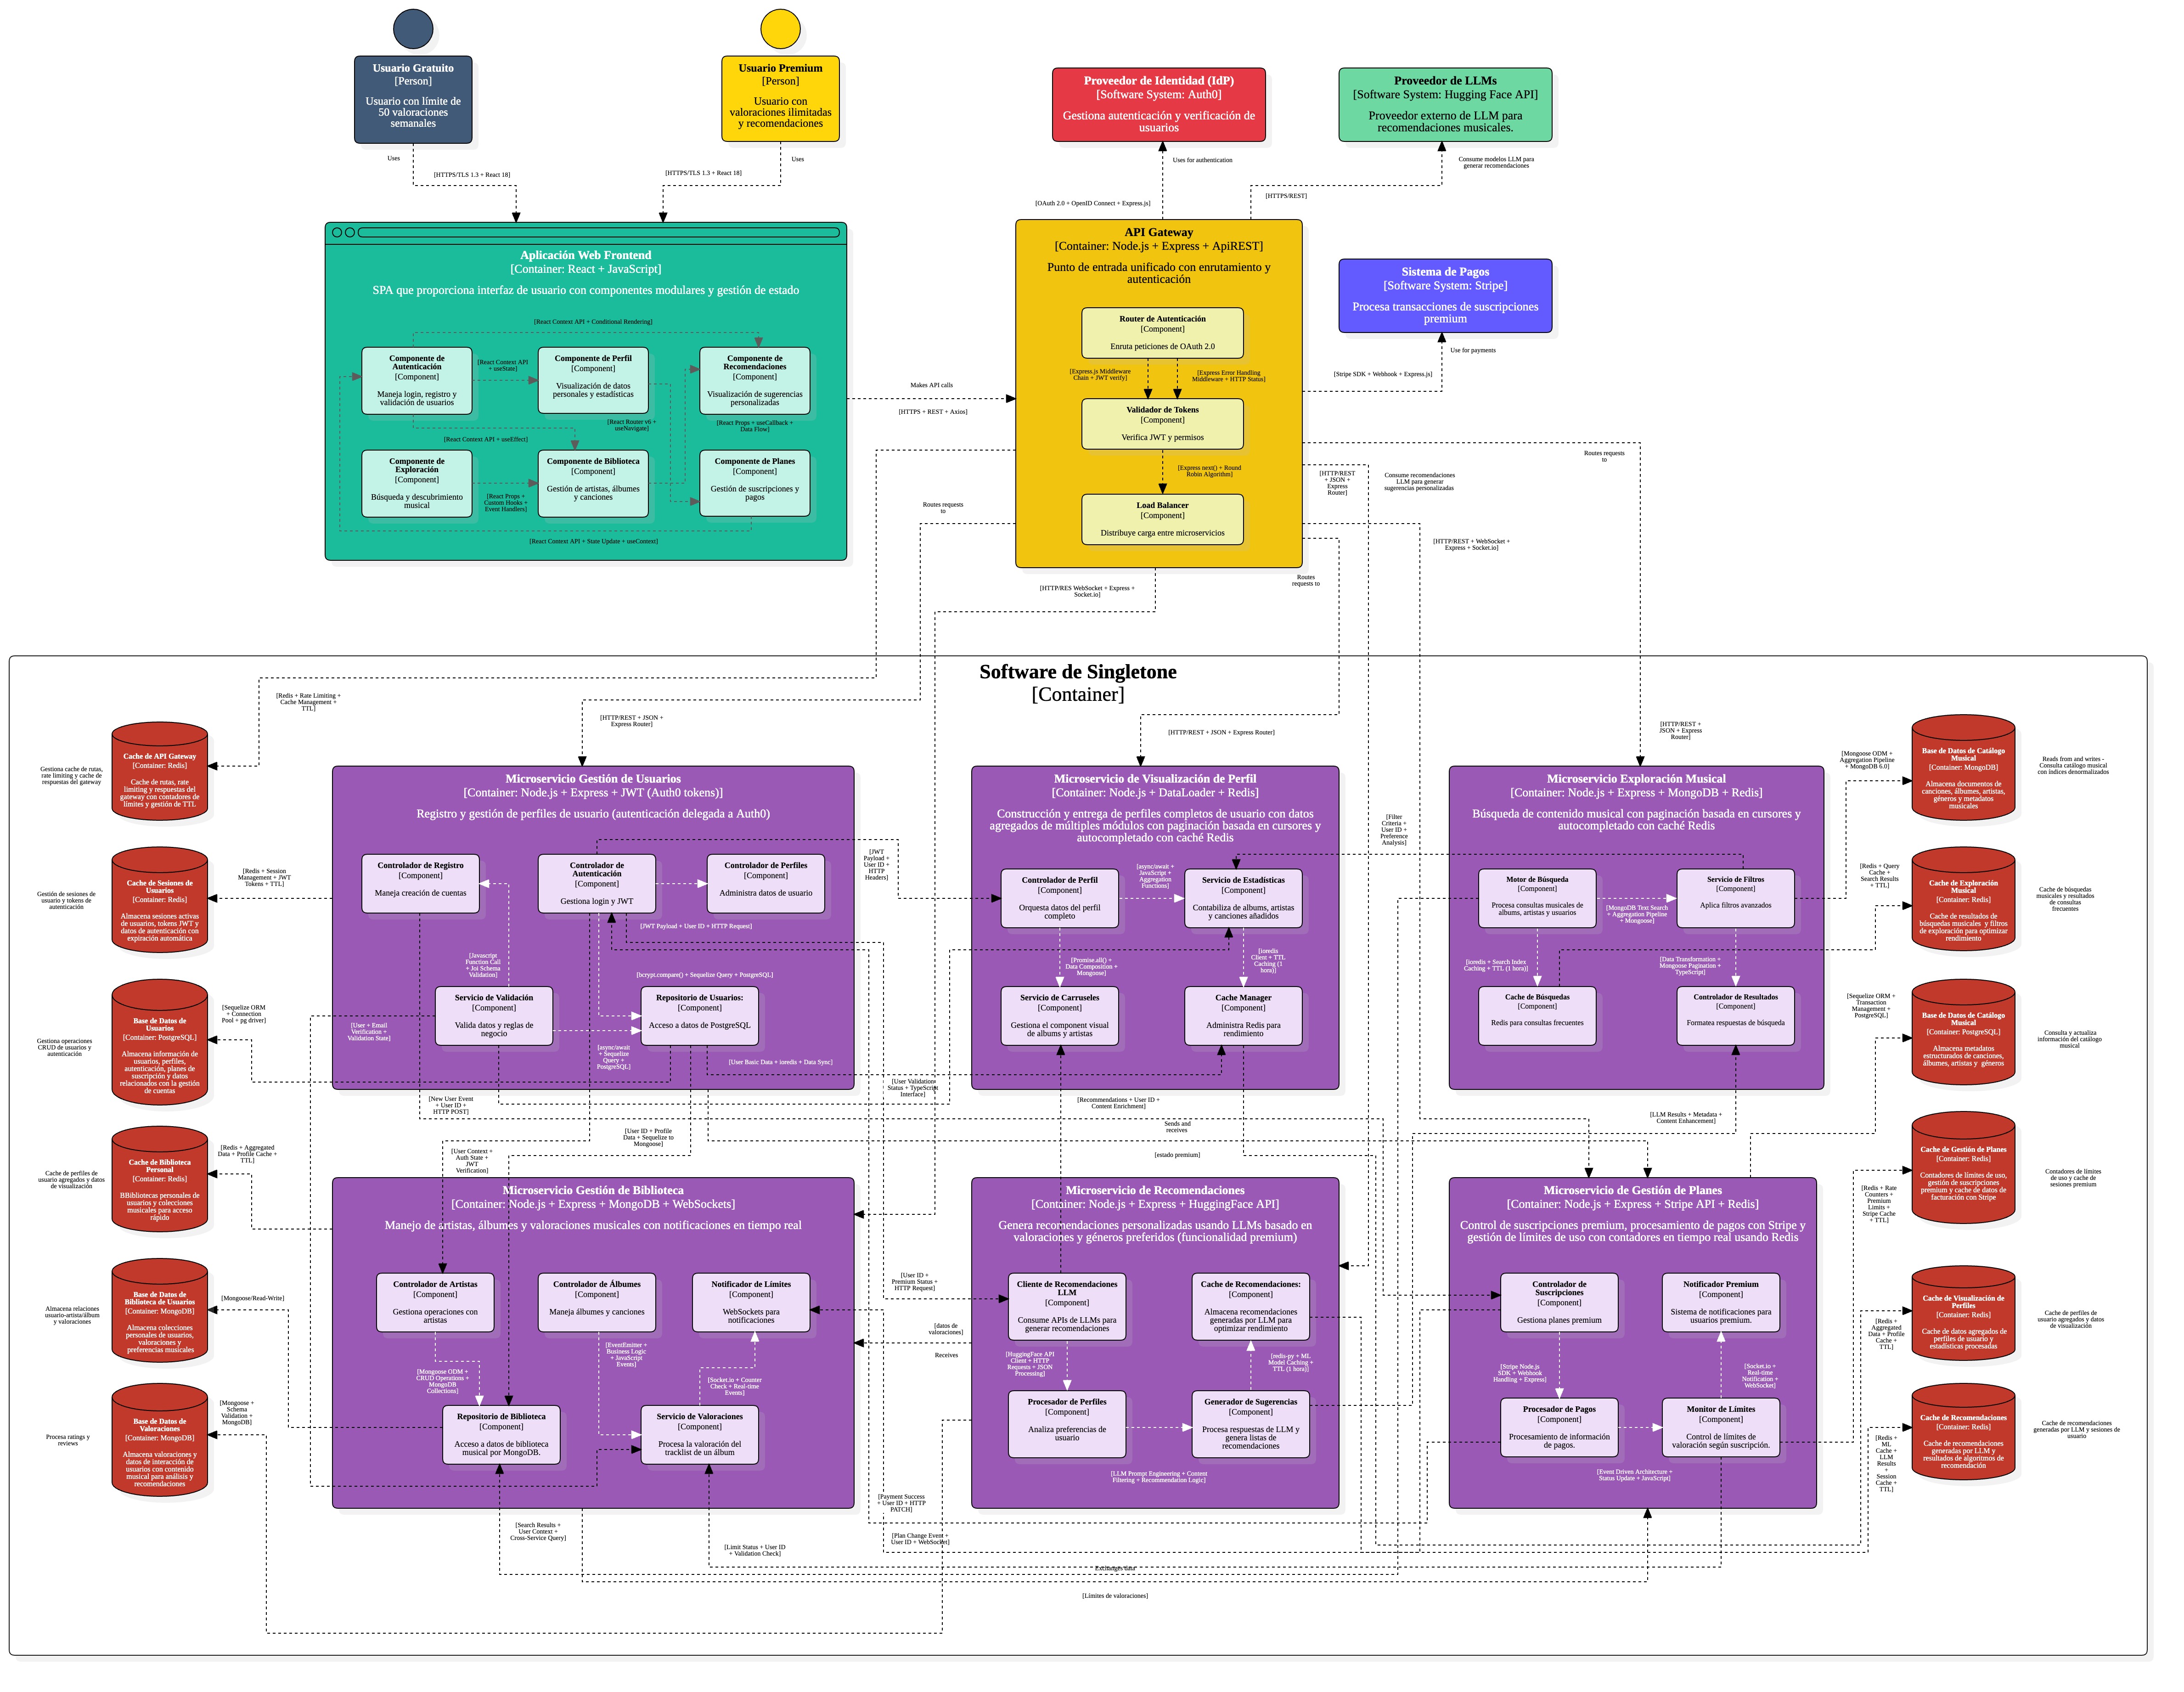 Usuario Gratuito
[Person]
Usuario con límite de
50 valoraciones
semanales
Usuario Premium
[Person]
Usuario con
valoraciones ilimitadas
y recomendaciones
Proveedor de Identidad (IdP)
[Software System: Auth0]
Gestiona autenticación y verificación de
usuarios
Proveedor de LLMs
[Software System: Hugging Face API]
Proveedor externo de LLM para
recomendaciones musicales.
Uses
[HTTPS/TLS 1.3 + React 18]
Uses
[HTTPS/TLS 1.3 + React 18]
Uses for authentication
[OAuth 2.0 + OpenID Connect + Express.js]
Consume modelos LLM para
generar recomendaciones
[HTTPS/REST]
Aplicación Web Frontend
[Container: React + JavaScript]
SPA que proporciona interfaz de usuario con componentes modulares y gestión de estado
[React Context API + Conditional Rendering]
Componente de
Autenticación
[Component]
Maneja login, registro y
validación de usuarios
[React Context API
+ useState]
Componente de Perfil
[Component]
Visualización de datos
personales y estadísticas
Componente de
Recomendaciones
[Component]
Visualización de sugerencias
personalizadas
[React Router v6 +
useNavigate]
[React Props + useCallback +
Data Flow]
[React Context API + useEffect]
Componente de
Exploración
[Component]
Búsqueda y descubrimiento
musical
[React Props +
Custom Hooks +
Event Handlers]
Componente de Biblioteca
[Component]
Gestión de artistas, álbumes
y canciones
Componente de Planes
[Component]
Gestión de suscripciones y
pagos
[React Context API + State Update + useContext]
Makes API calls
[HTTPS + REST + Axios]
API Gateway
[Container: Node.js + Express + ApiREST]
Punto de entrada unificado con enrutamiento y
autenticación
Router de Autenticación
[Component]
Enruta peticiones de OAuth 2.0
[Express.js Middleware
Chain + JWT verify]
[Express Error Handling
Middleware + HTTP Status]
Validador de Tokens
[Component]
Verifica JWT y permisos
[Express next() + Round
Robin Algorithm]
Load Balancer
[Component]
Distribuye carga entre microservicios
Sistema de Pagos
[Software System: Stripe]
Procesa transacciones de suscripciones
premium
Use for payments
[Stripe SDK + Webhook + Express.js]
Routes requests
to
[HTTP/REST
+ JSON +
Express
Router]
Consume recomendaciones
LLM para generar
sugerencias personalizadas
Routes requests
to
[HTTP/REST + WebSocket +
Express + Socket.io]
[HTTP/RES WebSocket + Express +
Socket.io]
Routes
requests to
Software de Singletone
[Container]
[Redis + Rate Limiting +
Cache Management +
TTL]
[HTTP/REST + JSON +
Express Router]
[HTTP/REST + JSON + Express Router]
[HTTP/REST +
JSON + Express
Router]
Gestiona cache de rutas,
rate limiting y cache de
respuestas del gateway
Cache de API Gateway
[Container: Redis]
Cache de rutas, rate
limiting y respuestas del
gateway con contadores de
límites y gestión de TTL
Gestión de sesiones de
usuario y tokens de
autenticación
Cache de Sesiones de
Usuarios
[Container: Redis]
Almacena sesiones activas
de usuarios, tokens JWT y
datos de autenticación con
expiración automática
[Redis + Session
Management + JWT
Tokens + TTL]
Gestiona operaciones
CRUD de usuarios y
autenticación
Base de Datos de
Usuarios
[Container: PostgreSQL]
Almacena información de
usuarios, perfiles,
autenticación, planes de
suscripción y datos
relacionados con la gestión
de cuentas
[Sequelize ORM
+ Connection
Pool + pg driver]
Cache de perfiles de
usuario agregados y datos
de visualización
Cache de Biblioteca
Personal
[Container: Redis]
BBibliotecas personales de
usuarios y colecciones
musicales para acceso
rápido
[Redis + Aggregated
Data + Profile Cache +
TTL]
Almacena relaciones
usuario-artista/álbum
y valoraciones
Base de Datos de
Biblioteca de Usuarios
[Container: MongoDB]
Almacena colecciones
personales de usuarios,
valoraciones y
preferencias musicales
[Mongoose/Read-Write]
Procesa ratings y
reviews
Base de Datos de
Valoraciones
[Container: MongoDB]
Almacena valoraciones y
datos de interacción de
usuarios con contenido
musical para análisis y
recomendaciones
[Mongoose +
Schema
Validation +
MongoDB]
Microservicio Gestión de Usuarios
[Container: Node.js + Express + JWT (Auth0 tokens)]
Registro y gestión de perfiles de usuario (autenticación delegada a Auth0)
Controlador de Registro
[Component]
Maneja creación de cuentas
Controlador de
Autenticación
[Component]
Gestiona login y JWT
Controlador de Perfiles
[Component]
Administra datos de usuario
[JWT Payload + User ID + HTTP Request]
[Javascript
Function Call
+ Joi Schema
Validation]
[bcrypt.compare() + Sequelize Query + PostgreSQL]
Servicio de Validación
[Component]
Valida datos y reglas de
negocio
Repositorio de Usuarios:
[Component]
Acceso a datos de PostgreSQL
[User + Email
Verification +
Validation State]
[async/await
+ Sequelize
Query +
PostgreSQL]
[User Basic Data + ioredis + Data Sync]
[JWT
Payload +
User ID +
HTTP
Headers]
[User Validation
Status + TypeScript
Interface]
[New User Event
+ User ID +
HTTP POST]
[User ID + Profile
Data + Sequelize to
Mongoose]
[User Context +
Auth State +
JWT
Verification]
Microservicio de Visualización de Perfil
[Container: Node.js + DataLoader + Redis]
Construcción y entrega de perfiles completos de usuario con datos
agregados de múltiples módulos con paginación basada en cursores y
autocompletado con caché Redis
Controlador de Perfil
[Component]
Orquesta datos del perfil
completo
[async/await +
JavaScript +
Aggregation
Functions]
Servicio de Estadísticas
[Component]
Contabiliza de albums, artistas
y canciones añadidos
[Promise.all() +
Data Composition +
Mongoose]
[ioredis
Client + TTL
Caching (1
hora)]
Servicio de Carruseles
[Component]
Gestiona el component visual
de albums y artistas
Cache Manager
[Component]
Administra Redis para
rendimiento
[Filter
Criteria +
User ID +
Preference
Analysis]
[Recommendations + User ID +
Content Enrichment]
Sends and
receives
[estado premium]
Microservicio Exploración Musical
[Container: Node.js + Express + MongoDB + Redis]
Búsqueda de contenido musical con paginación basada en cursores y
autocompletado con caché Redis
Motor de Búsqueda
[Component]
Procesa consultas musicales de
albums, artistas y usuarios
[MongoDB Text Search
+ Aggregation Pipeline
+ Mongoose]
Servicio de Filtros
[Component]
Aplica filtros avanzados
[ioredis + Search Index
Caching + TTL (1 hora)]
[Data Transformation +
Mongoose Pagination +
TypeScript]
Cache de Búsquedas
[Component]
Redis para consultas frecuentes
Controlador de Resultados
[Component]
Formatea respuestas de búsqueda
[LLM Results + Metadata +
Content Enhancement]
[Mongoose ODM +
Aggregation Pipeline
+ MongoDB 6.0]
Base de Datos de Catálogo
Musical
[Container: MongoDB]
Almacena documentos de
canciones, álbumes, artistas,
géneros y metadatos
musicales
Reads from and writes -
Consulta catálogo musical
con índices denormalizados
[Redis + Query
Cache +
Search Results
+ TTL]
Cache de Exploración
Musical
[Container: Redis]
Cache de resultados de
búsquedas musicales y filtros
de exploración para optimizar
rendimiento
Cache de búsquedas
musicales y resultados
de consultas
frecuentes
[Sequelize ORM +
Transaction
Management +
PostgreSQL]
Base de Datos de Catálogo
Musical
[Container: PostgreSQL]
Almacena metadatos
estructurados de canciones,
álbumes, artistas y géneros
Consulta y actualiza
información del catálogo
musical
[Redis + Rate
Counters +
Premium
Limits +
Stripe Cache
+ TTL]
Cache de Gestión de Planes
[Container: Redis]
Contadores de límites de uso,
gestión de suscripciones
premium y cache de datos de
facturación con Stripe
Contadores de límites
de uso y cache de
sesiones premium
[Redis +
Aggregated
Data + Profile
Cache +
TTL]
Cache de Visualización de
Perfiles
[Container: Redis]
Cache de datos agregados de
perfiles de usuario y
estadísticas procesadas
Cache de perfiles de
usuario agregados y datos
de visualización
[Redis +
ML
Cache +
LLM
Results
+
Session
Cache +
TTL]
Cache de Recomendaciones
[Container: Redis]
Cache de recomendaciones
generadas por LLM y
resultados de algoritmos de
recomendación
Cache de recomendaciones
generadas por LLM y sesiones de
usuario
Microservicio Gestión de Biblioteca
[Container: Node.js + Express + MongoDB + WebSockets]
Manejo de artistas, álbumes y valoraciones musicales con notificaciones en tiempo real
Controlador de Artistas
[Component]
Gestiona operaciones con
artistas
Controlador de Álbumes
[Component]
Maneja álbumes y canciones
Notificador de Límites
[Component]
WebSockets para
notificaciones
[Mongoose ODM +
CRUD Operations +
MongoDB
Collections]
[EventEmitter +
Business Logic
+ JavaScript
Events]
[Socket.io + Counter
Check + Real-time
Events]
Repositorio de Biblioteca
[Component]
Acceso a datos de biblioteca
musical por MongoDB.
Servicio de Valoraciones
[Component]
Procesa la valoración del
tracklist de un álbum
[User ID +
Premium Status +
HTTP Request]
[datos de
valoraciones]
Receives
Microservicio de Recomendaciones
[Container: Node.js + Express + HuggingFace API]
Genera recomendaciones personalizadas usando LLMs basado en
valoraciones y géneros preferidos (funcionalidad premium)
Cliente de Recomendaciones
LLM
[Component]
Consume APIs de LLMs para
generar recomendaciones
Cache de Recomendaciones:
[Component]
Almacena recomendaciones
generadas por LLM para
optimizar rendimiento
[HuggingFace API
Client + HTTP
Requests + JSON
Processing]
[redis-py + ML
Model Caching +
TTL (1 hora)]
Procesador de Perfiles
[Component]
Analiza preferencias de
usuario
Generador de Sugerencias
[Component]
Procesa respuestas de LLM y
genera listas de
recomendaciones
[LLM Prompt Engineering + Content
Filtering + Recommendation Logic]
Microservicio de Gestión de Planes
[Container: Node.js + Express + Stripe API + Redis]
Control de suscripciones premium, procesamiento de pagos con Stripe y
gestión de límites de uso con contadores en tiempo real usando Redis
Controlador de
Suscripciones
[Component]
Gestiona planes premium
Notificador Premium
[Component]
Sistema de notificaciones para
usuarios premium.
[Stripe Node.js
SDK + Webhook
Handling + Express]
[Socket.io +
Real-time
Notification +
WebSocket]
Procesador de Pagos
[Component]
Procesamiento de información
de pagos.
Monitor de Límites
[Component]
Control de límites de
valoración según suscripción.
[Event Driven Architecture +
Status Update + JavaScript]
[Payment Success
+ User ID + HTTP
PATCH]
[Search Results +
User Context +
Cross-Service Query]
[Limit Status + User ID
+ Validation Check]
[Plan Change Event +
User ID + WebSocket]
Exchanges data
[Límites de valoraciones]